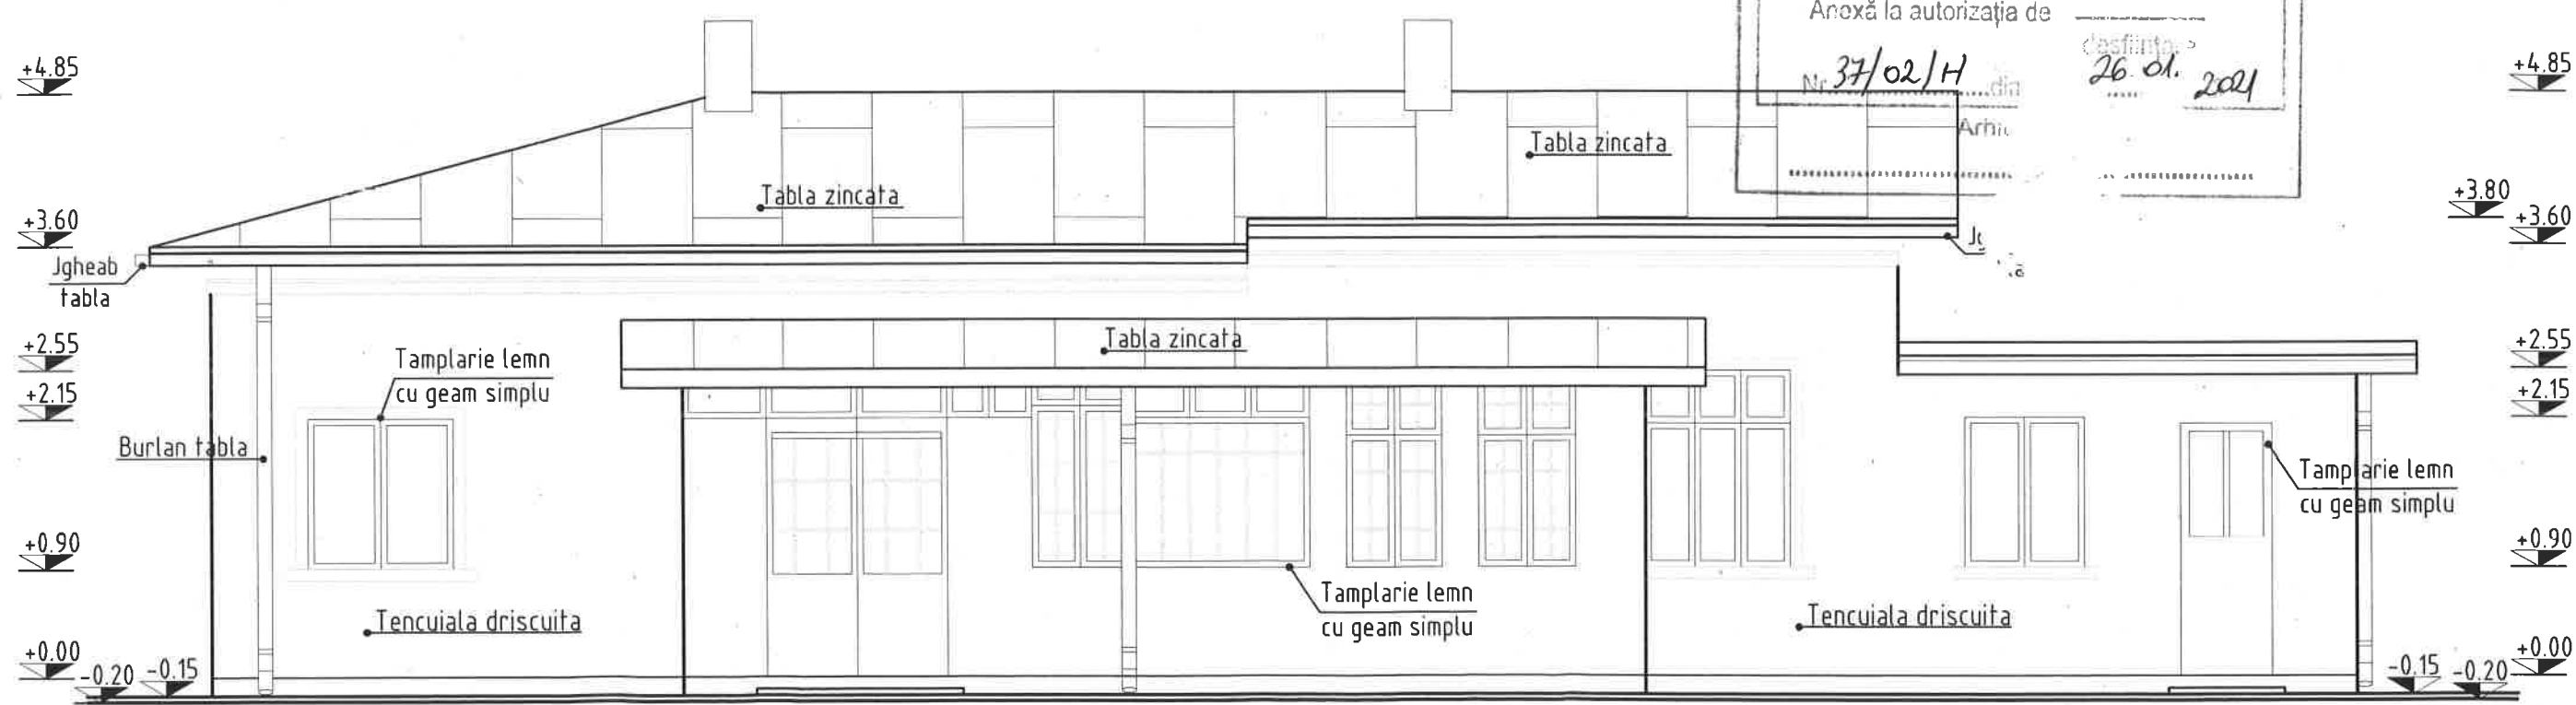 Anexă la autorizația de
desființare
Nr. 37/02/H din 26 01. 2021
+4.85
+4.85
Tabla zincata
Tabla zincata
+3.60
+3.80
+3.60
Jgheab
tabla
+2.55
Tabla zincata
+2.55
Tamplarie lemn
cu geam simplu
+2.15
+2.15
Burlan tabla
Tamplarie lemn
cu geam simplu
+0.90
+0.90
Tamplarie lemn
cu geam simplu
Tencuiala driscuita
Tencuiala driscuita
+0.00
+0.00
-0.20
-0.15
-0.15
-0.20